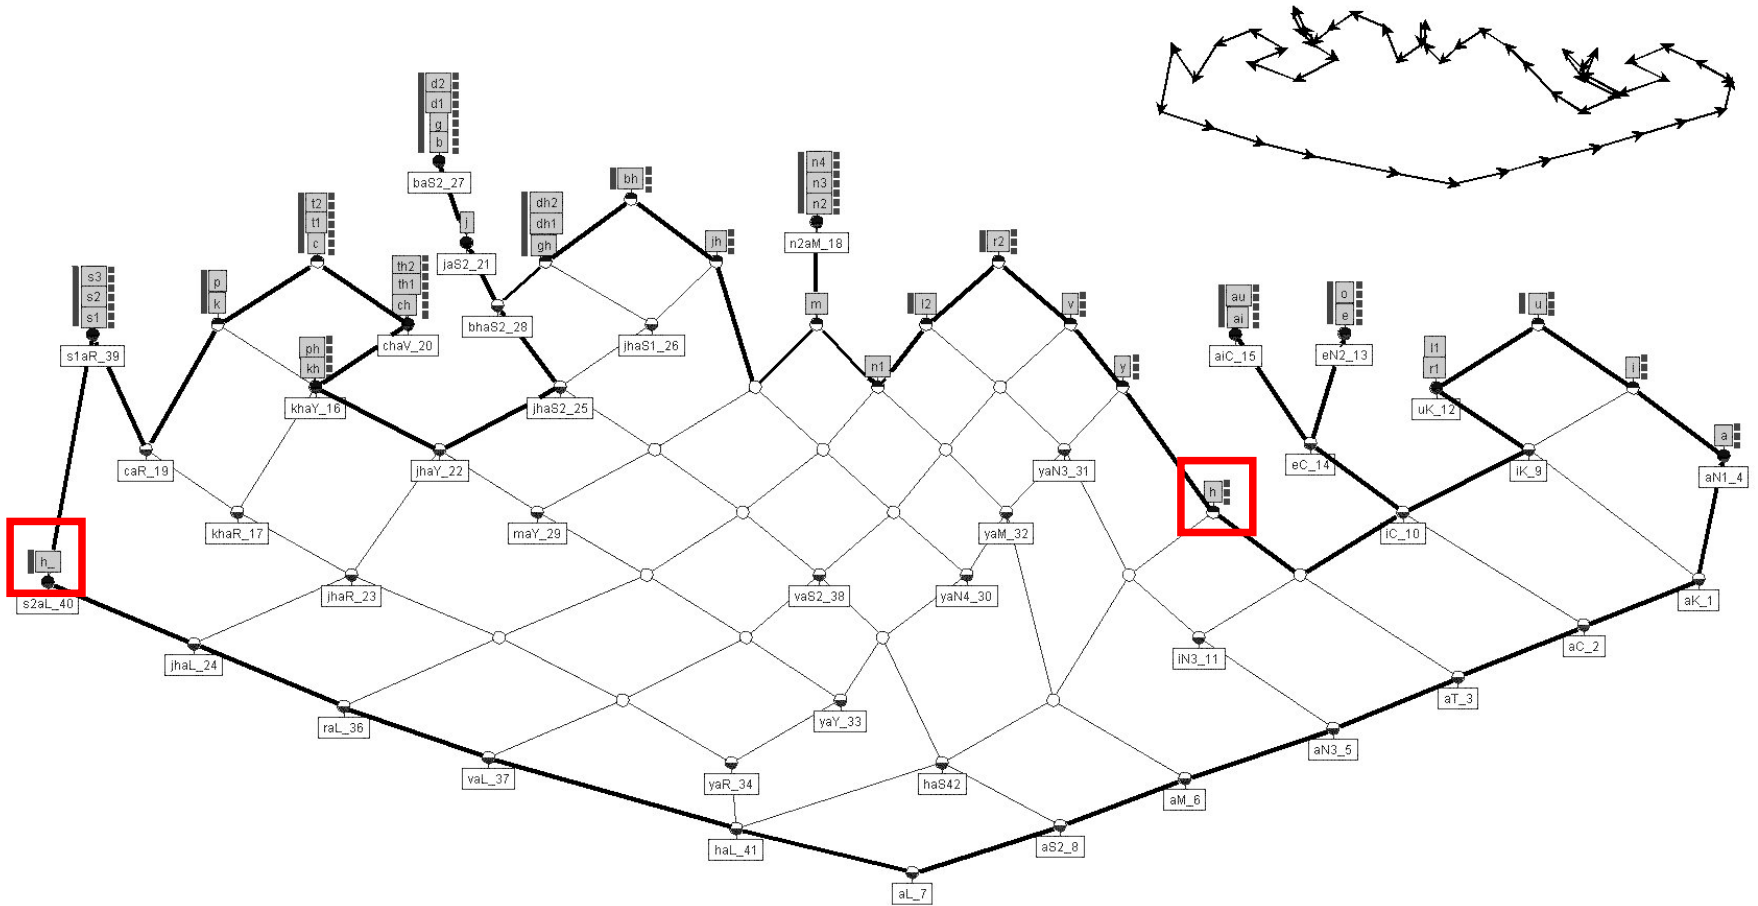 d2
d1
g
b
baS2_27
n4
n3
n2
n2aM_18
bh
t2
t1
c
dh2
dh1
gh
j
jaS2_21
jh
r2
s3
s2
s1
s1aR_39
p
k
th2
th1
ch
chaV_20
bhaS2_28
jhaS1_26
m
l2
v
au
ai
aiC_15
o
e
eN2_13
u
ph
kh
khaY_16
jhaS2_25
n1
y
l1
r1
uK_12
i
caR_19
jhaY_22
yaN3_31
eC_14
iK_9
a
aN1_4
khaR_17
maY_29
yaM_32
h
iC_10
h_
s2aL_40
jhaR_23
vaS2_38
yaN4_30
aK_1
jhaL_24
iN3_11
aC_2
raL_36
yaY_33
aT_3
vaL_37
yaR_34
haS42
aM_6
aN3_5
haL_41
aS2_8
aL_7